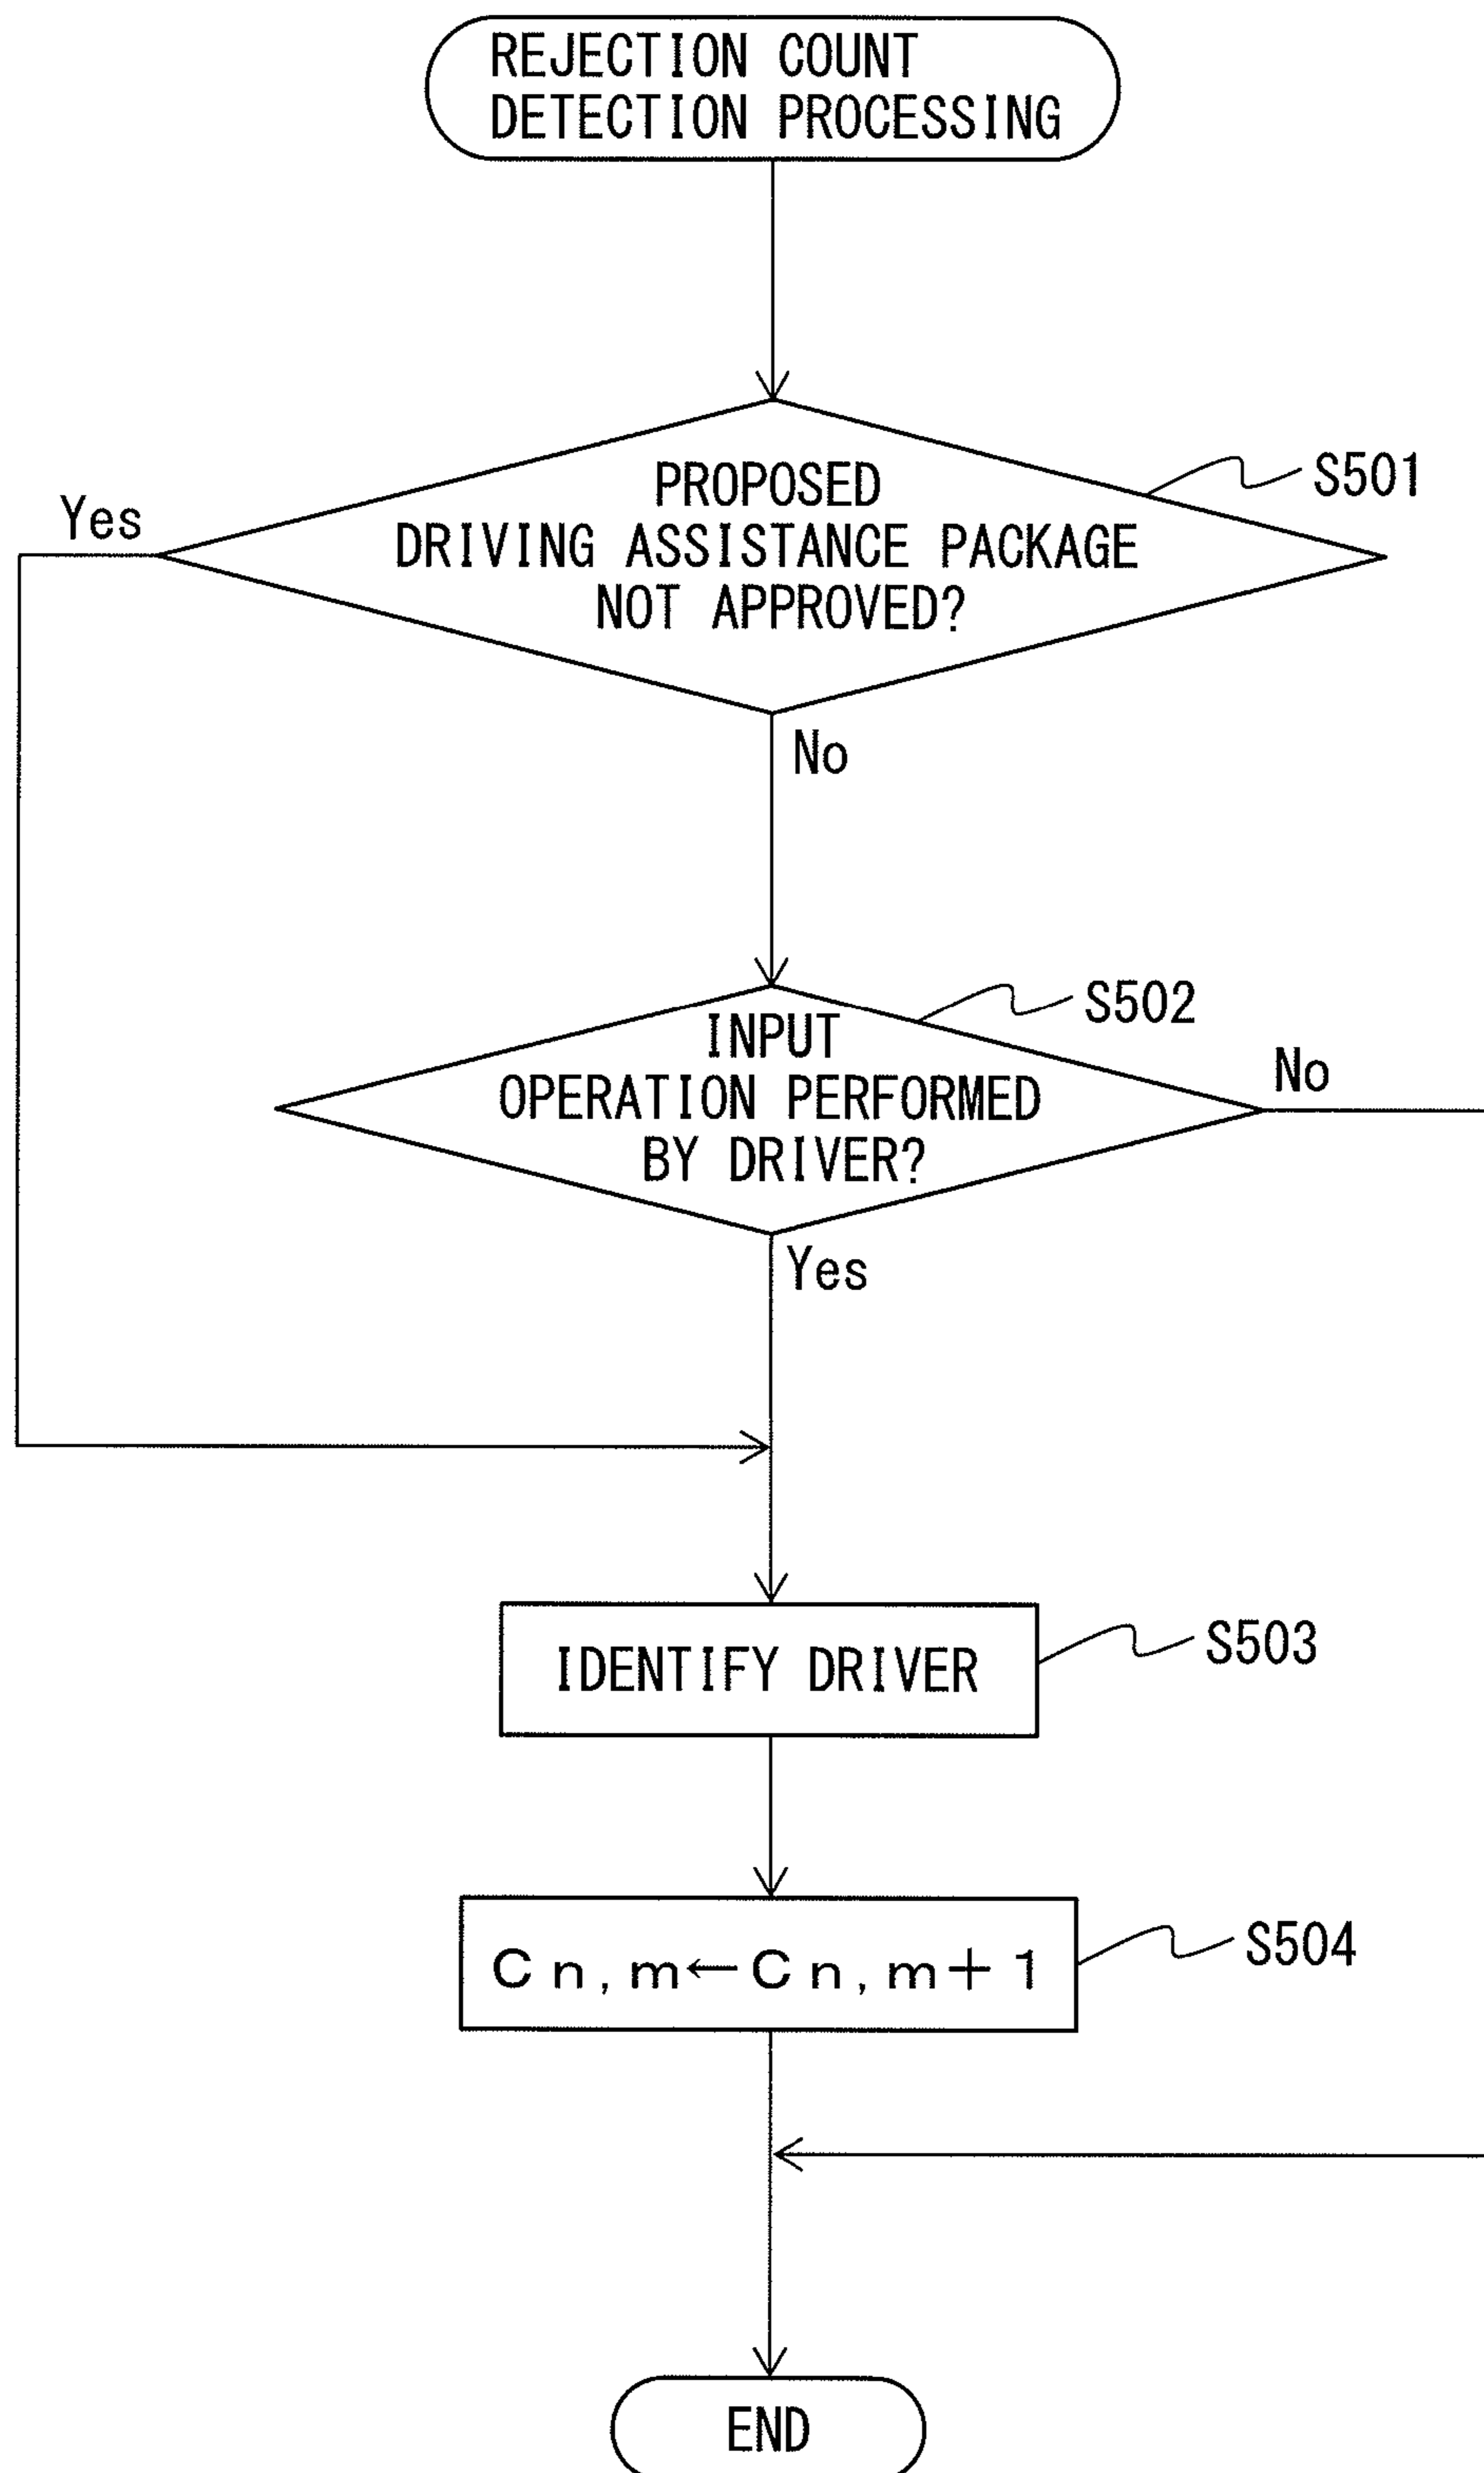 REJECTION COUNT
DETECTION PROCESSING
S501
Yes
PROPOSED
DRIVING ASSISTANCE PACKAGE
NOT APPROVED?
No
S502
INPUT
OPERATION PERFORMED
BY DRIVER?
No
Yes
IDENTIFY DRIVER
S503
Cn,m←Cn,m+1
S504
END